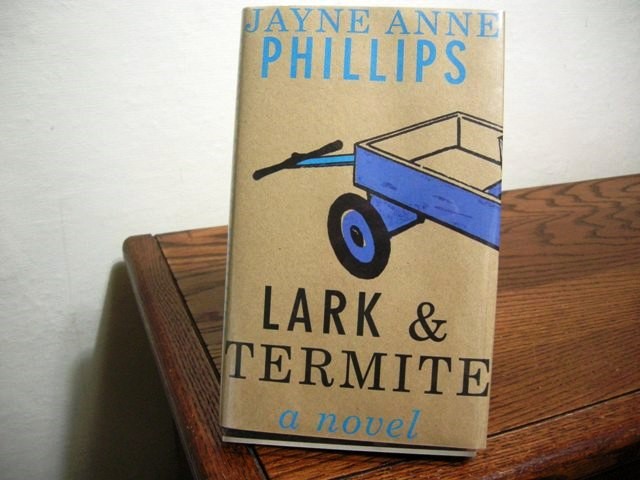 JAYNE ANNE
PHILLIPS
LARK &
TERMITE
a novel